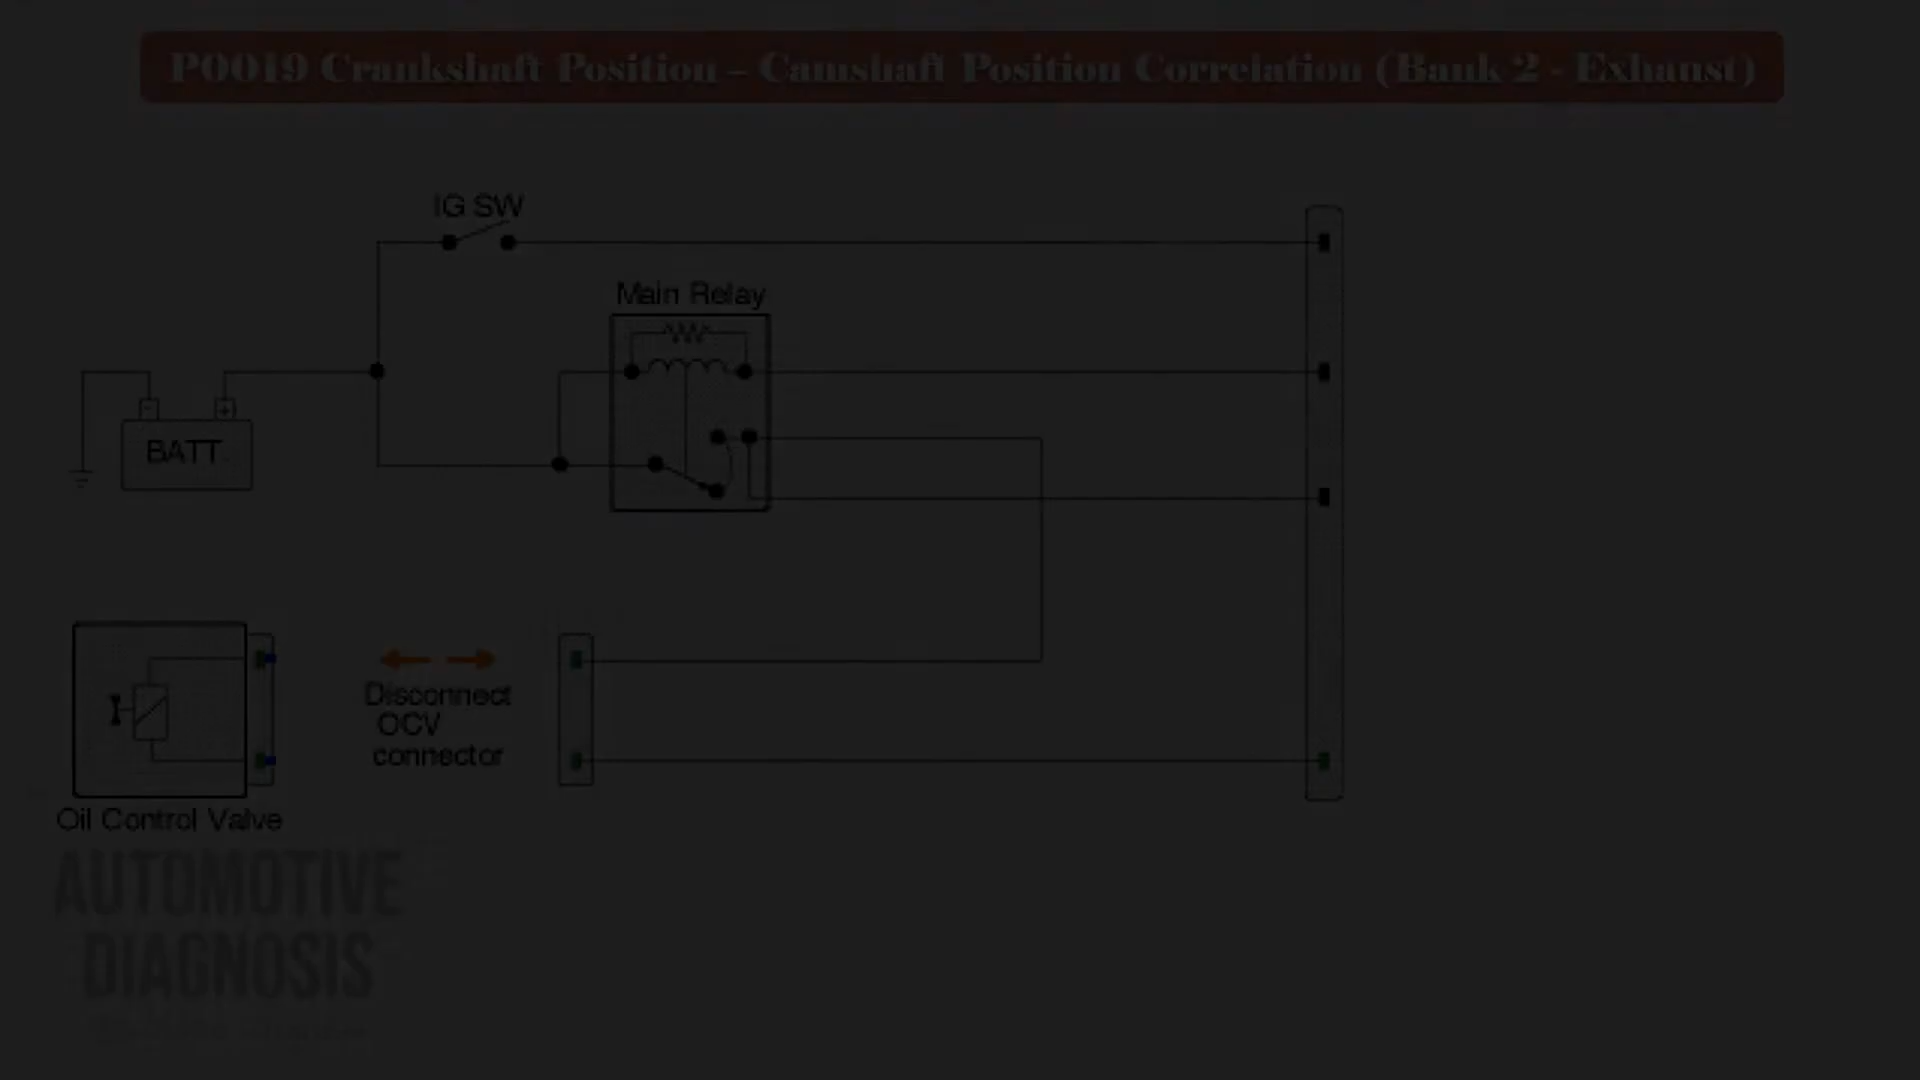 P0019 Crankshaft Position – Camshaft Position Correlation (Bank 2 - Exhaust)
IG SW
Main Relay
- +
BATT.
Disconnect
OCV
connector
Oil Control Valve
AUTOMOTIVE
DIAGNOSIS